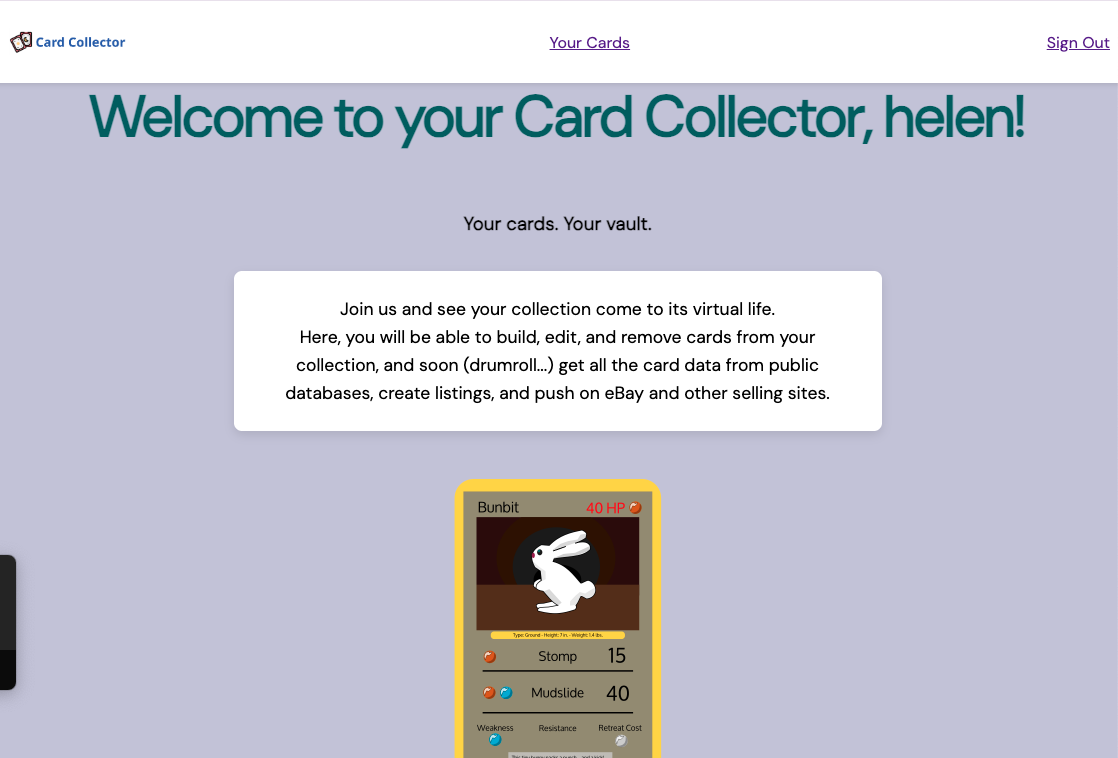 Card Collector
Your Cards
Sign Out
Welcome to your Card Collector, helen!
Your cards. Your vault.
Join us and see your collection come to its virtual life.
Here, you will be able to build, edit, and remove cards from your
collection, and soon (drumroll...) get all the card data from public
databases, create listings, and push on eBay and other selling sites.
Bunbit
40 HP
Type: Ground - Height: 7 in. - Weight: 1.4 lbs.
Stomp 15
Mudslide 40
Weakness Resistance Retreat Cost